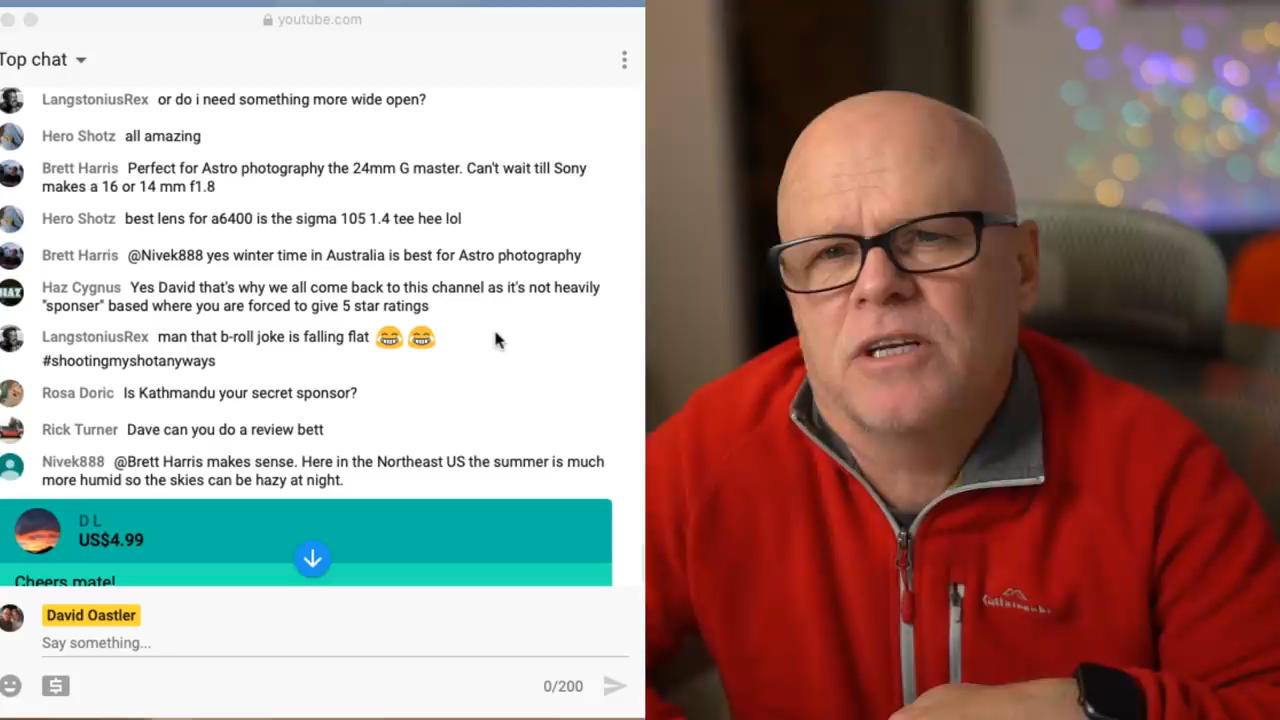 youtube.com
Top chat
LangstoniusRex or do i need something more wide open?
Hero Shotz all amazing
Brett Harris Perfect for Astro photography the 24mm G master. Can't wait till Sony
makes a 16 or 14 mm f1.8
Hero Shotz best lens for a6400 is the sigma 105 1.4 tee hee lol
Brett Harris @Nivek888 yes winter time in Australia is best for Astro photography
Haz Cygnus Yes David that's why we all come back to this channel as it's not heavily
"sponser" based where you are forced to give 5 star ratings
LangstoniusRex man that b-roll joke is falling flat 😂 😂
#shootingmyshotanyways
Rosa Doric Is Kathmandu your secret sponsor?
Rick Turner Dave can you do a review bett
Nivek888 @Brett Harris makes sense. Here in the Northeast US the summer is much
more humid so the skies can be hazy at night.
D L
US$4.99
Cheers mate!
David Oastler
Say something...
0/200